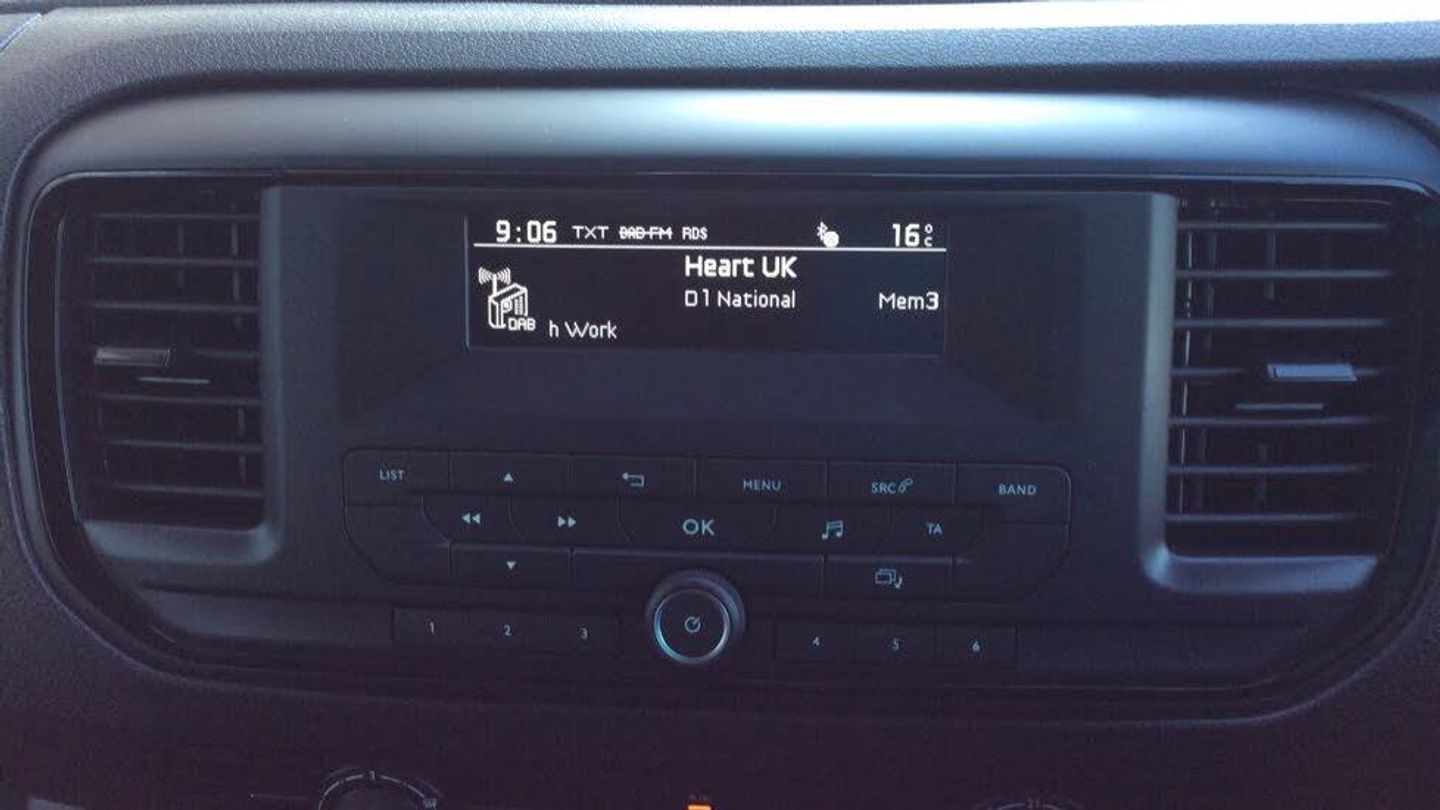 9:06 TXT DAB-FM RDS 16°C
Heart UK
D1 National Mem3
DAB h Work
LIST MENU SRC BAND
OK TA
1 2 3 4 5 6
3